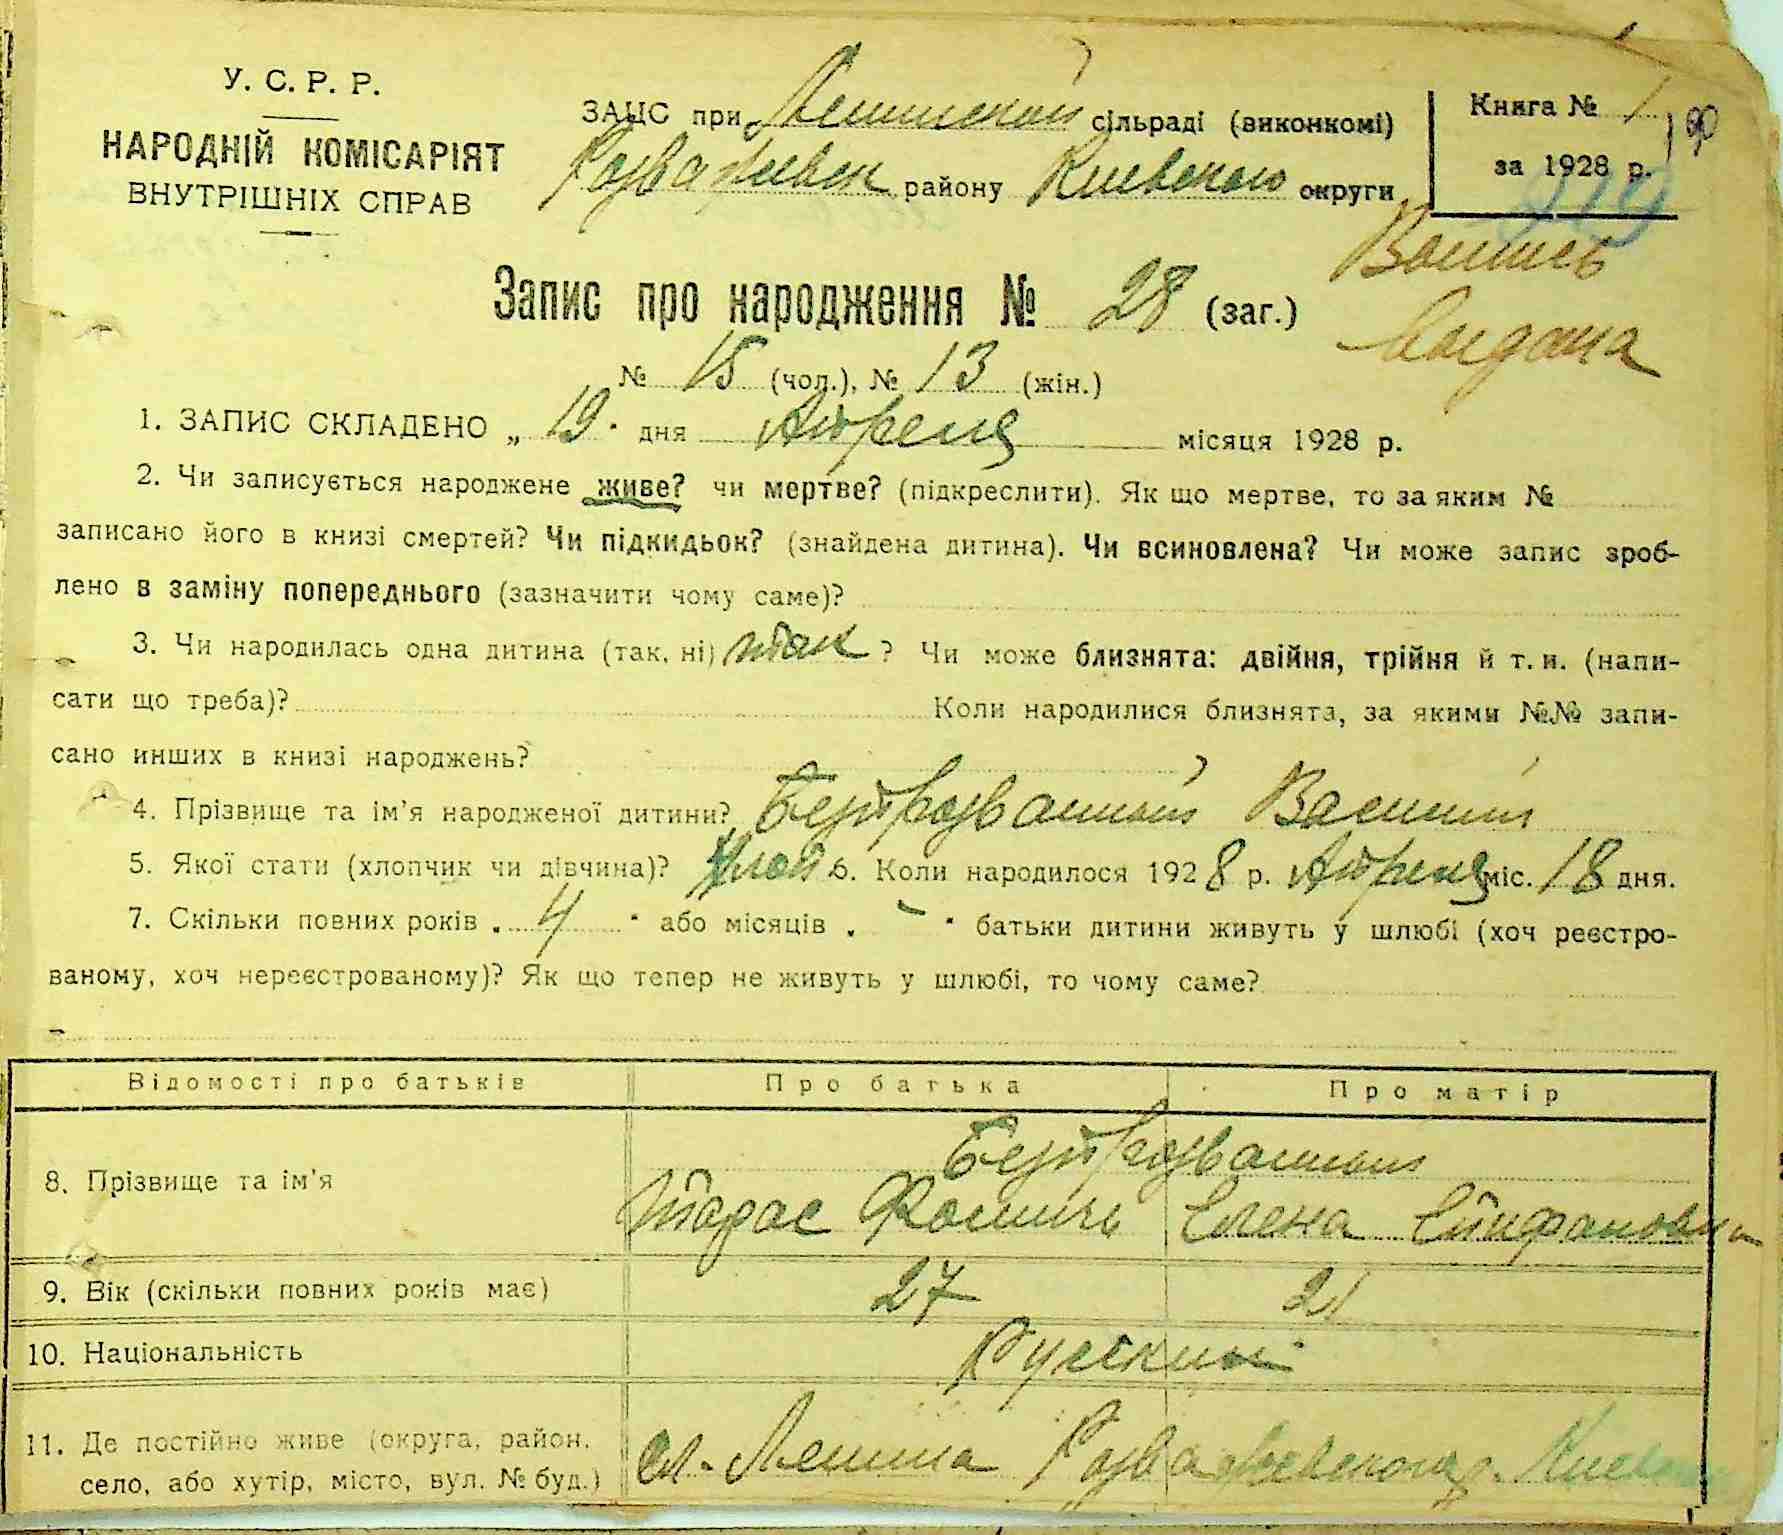 У. С. Р. Р.
НАРОДНІЙ КОМІСАРІЯТ
ВНУТРІШНІХ СПРАВ
ЗАЦС при сільраді (виконкомі)
району Киевского округи
Книга № 1
за 1928 р.
Выпись
выдана
Запис про народження № 28 (заг.)
№ 15 (чол.), № 13 (жін.)
1. ЗАПИС СКЛАДЕНО „ 19 " дня Апреля місяця 1928 р.
2. Чи записується народжене живе? чи мертве? (підкреслити). Як що мертве, то за яким №
записано його в книзі смертей? Чи підкидьок? (знайдена дитина). Чи всиновлена? Чи може запис зроб-
лено в заміну попереднього (зазначити чому саме)?
3. Чи народилась одна дитина (так, ні) так ? Чи може близнята: двійня, трійня й т. и. (напи-
сати що треба)? Коли народилися близнята, за якими №№ запи-
сано инших в книзі народжень?
4. Прізвище та ім'я народженої дитини? Василий
5. Якої стати (хлопчик чи дівчина)? 6. Коли народилося 1928 р. Апреля міс. 18 дня.
7. Скільки повних років „ 4 " або місяців „ - " батьки дитини живуть у шлюбі (хоч реєстро-
ваному, хоч нереєстрованому)? Як що тепер не живуть у шлюбі, то чому саме?
-
Відомості про батьків Про батька Про матір
8. Прізвище та ім'я
Тарас Фомичь Елена
9. Вік (скільки повних років має) 27 21
10. Національність Русский
11. Де постійно живе (округа, район,
село, або хутір, місто, вул. № буд.)